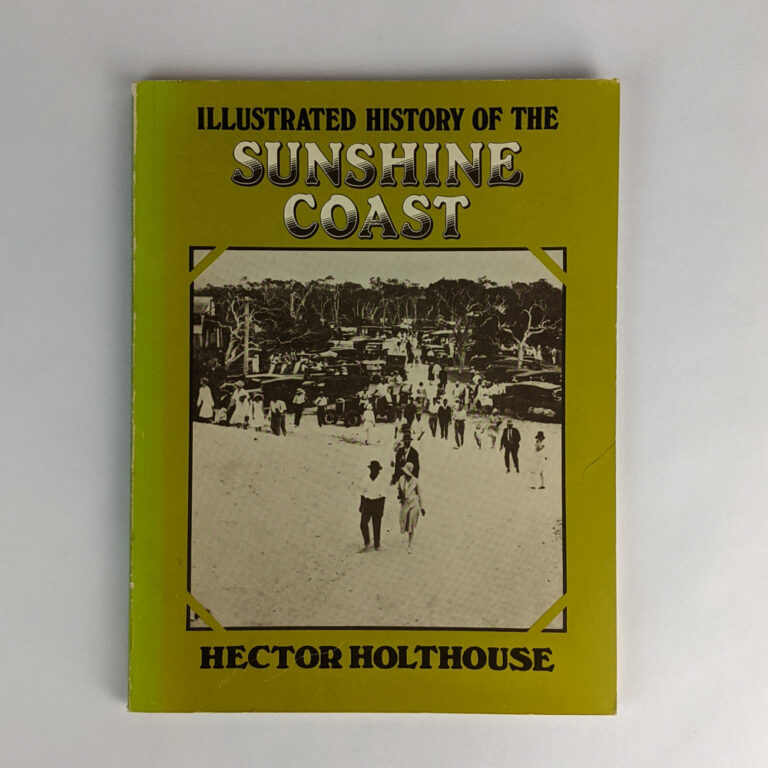 ILLUSTRATED HISTORY OF THE
SUNSHINE
COAST
HECTOR HOLTHOUSE